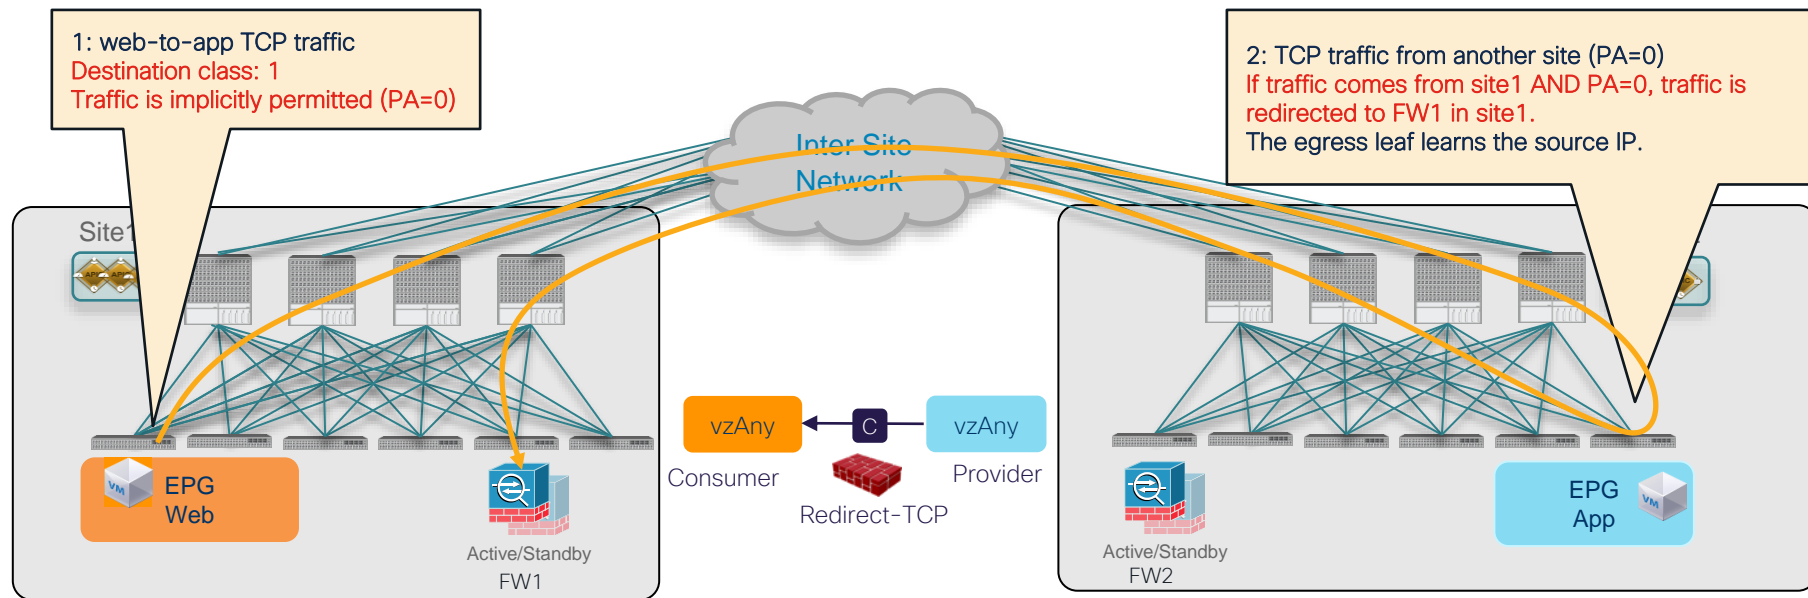 1: web-to-app TCP traffic
Destination class: 1
Traffic is implicitly permitted (PA=0)
2: TCP traffic from another site (PA=0)
If traffic comes from site1 AND PA=0, traffic is
redirected to FW1 in site1.
The egress leaf learns the source IP.
Inter Site
Network
Site1
APIC
VM
EPG
Web
Active/Standby
FW1
vzAny
C
vzAny
Consumer
Provider
Redirect-TCP
Active/Standby
FW2
EPG
App
VM